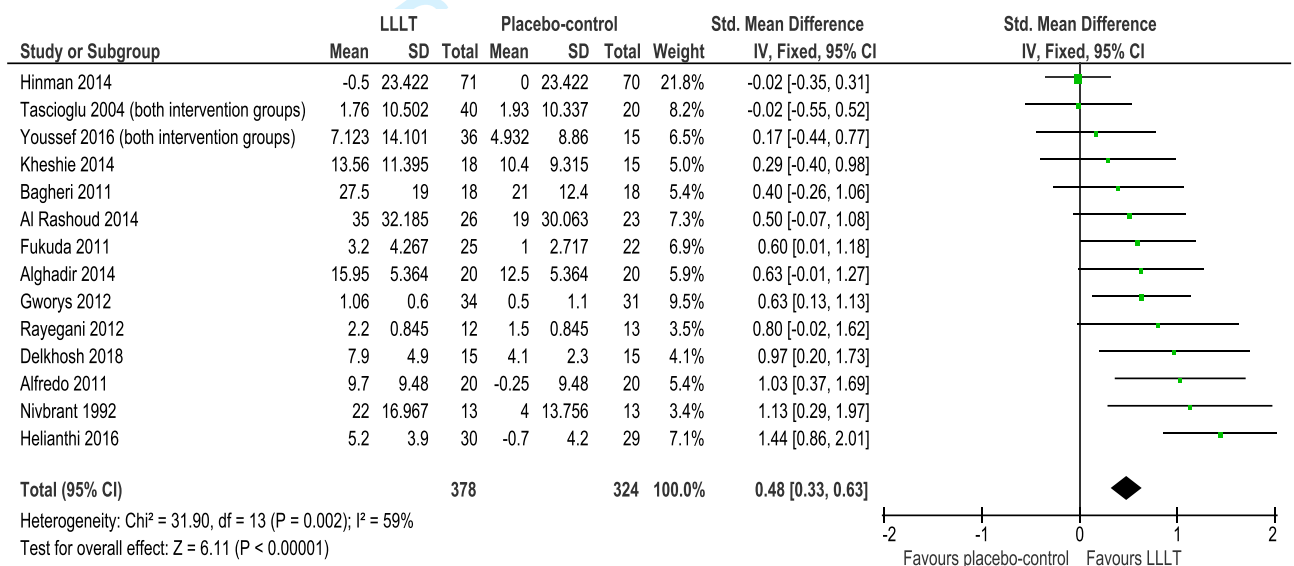 LLLT Placebo-control Std. Mean Difference Std. Mean Difference
Study or Subgroup Mean SD Total Mean SD Total Weight IV, Fixed, 95% CI IV, Fixed, 95% CI
Hinman 2014 -0.5 23.422 71 0 23.422 70 21.8% -0.02 [-0.35, 0.31]
Tascioglu 2004 (both intervention groups) 1.76 10.502 40 1.93 10.337 20 8.2% -0.02 [-0.55, 0.52]
Youssef 2016 (both intervention groups) 7.123 14.101 36 4.932 8.86 15 6.5% 0.17 [-0.44, 0.77]
Kheshie 2014 13.56 11.395 18 10.4 9.315 15 5.0% 0.29 [-0.40, 0.98]
Bagheri 2011 27.5 19 18 21 12.4 18 5.4% 0.40 [-0.26, 1.06]
Al Rashoud 2014 35 32.185 26 19 30.063 23 7.3% 0.50 [-0.07, 1.08]
Fukuda 2011 3.2 4.267 25 1 2.717 22 6.9% 0.60 [0.01, 1.18]
Alghadir 2014 15.95 5.364 20 12.5 5.364 20 5.9% 0.63 [-0.01, 1.27]
Gworys 2012 1.06 0.6 34 0.5 1.1 31 9.5% 0.63 [0.13, 1.13]
Rayegani 2012 2.2 0.845 12 1.5 0.845 13 3.5% 0.80 [-0.02, 1.62]
Delkhosh 2018 7.9 4.9 15 4.1 2.3 15 4.1% 0.97 [0.20, 1.73]
Alfredo 2011 9.7 9.48 20 -0.25 9.48 20 5.4% 1.03 [0.37, 1.69]
Nivbrant 1992 22 16.967 13 4 13.756 13 3.4% 1.13 [0.29, 1.97]
Helianthi 2016 5.2 3.9 30 -0.7 4.2 29 7.1% 1.44 [0.86, 2.01]
Total (95% CI) 378 324 100.0% 0.48 [0.33, 0.63]
Heterogeneity: Chi² = 31.90, df = 13 (P = 0.002); I² = 59%
Test for overall effect: Z = 6.11 (P < 0.00001)
-2 -1 0 1 2
Favours placebo-control Favours LLLT